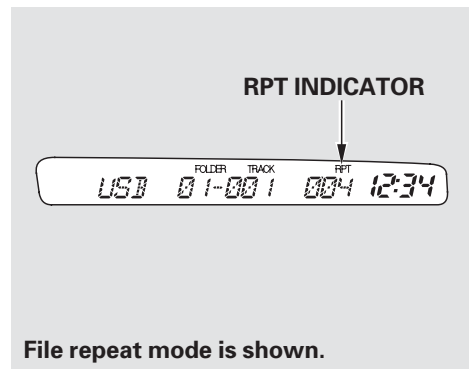 RPT INDICATOR
FOLDER TRACK RPT
USB 01-001 004 12:34
File repeat mode is shown.